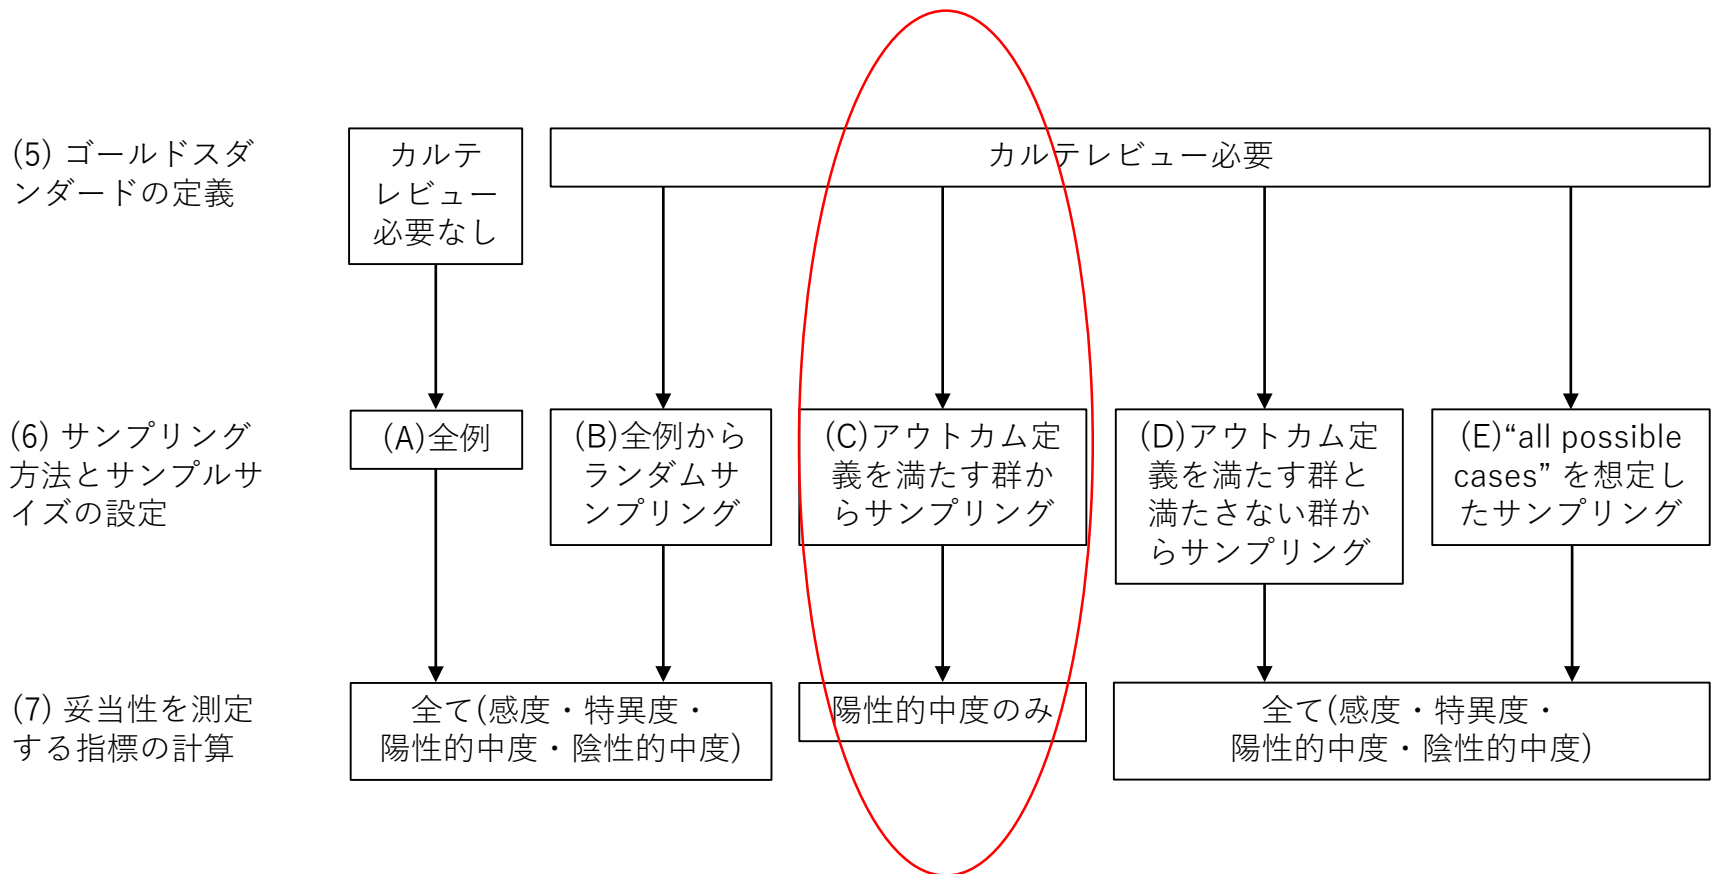 (5) ゴールドスダ
ンダードの定義
カルテ
レビュー
必要なし
カルテレビュー必要
(6) サンプリング
方法とサンプルサ
イズの設定
(A)全例
(B)全例から
ランダムサ
ンプリング
(C)アウトカム定
義を満たす群か
らサンプリング
(D)アウトカム定
義を満たす群と
満たさない群か
らサンプリング
(E)“all possible
cases” を想定し
たサンプリング
(7) 妥当性を測定
する指標の計算
全て(感度・特異度・
陽性的中度・陰性的中度)
陽性的中度のみ
全て(感度・特異度・
陽性的中度・陰性的中度)